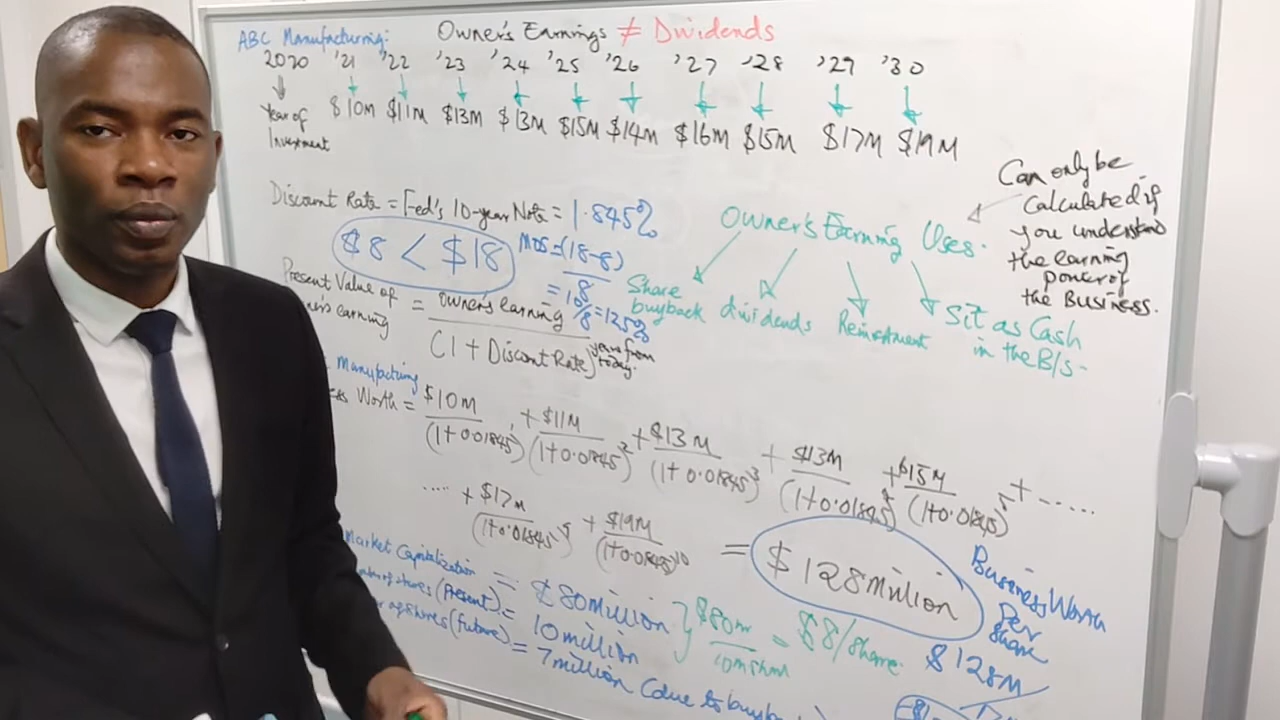 ABC Manufacturing: Owner's Earnings ≠ Dividends
2020 '21 '22 '23 '24 '25 '26 '27 '28 '29 '30
Year of Investment
$10M $11M $13M $13M $15M $14M $16M $15M $17M $19M
Can only be
calculated if
you understand
the earning
power of
the Business.
Discount Rate = Fed's 10-year Note = 1.845%
$8 < $18
MOS = (18-8)
8
= 10/8 = 125%
Owner's Earning Uses.
Share
buyback
dividends
Reinvestment
Sit as Cash
in the B/S
Present Value of
earning
= owner's earning
(1 + Discount Rate) years from
today.
Manufacturing
Worth = $10M + $11M + $13M + $13M + $15M + .....
(1+0.01845) (1+0.01845)² (1+0.01845)³ (1+0.01845)⁴ (1+0.01845)⁵
..... + $17M + $19M = $128million
(1+0.01845)⁹ (1+0.01845)¹⁰
Business Worth
Per
share
$128M
Market Capitalization = $80million
of shares (Present) = 10million
$80m = $8/share.
of shares (future) = 7million (due to